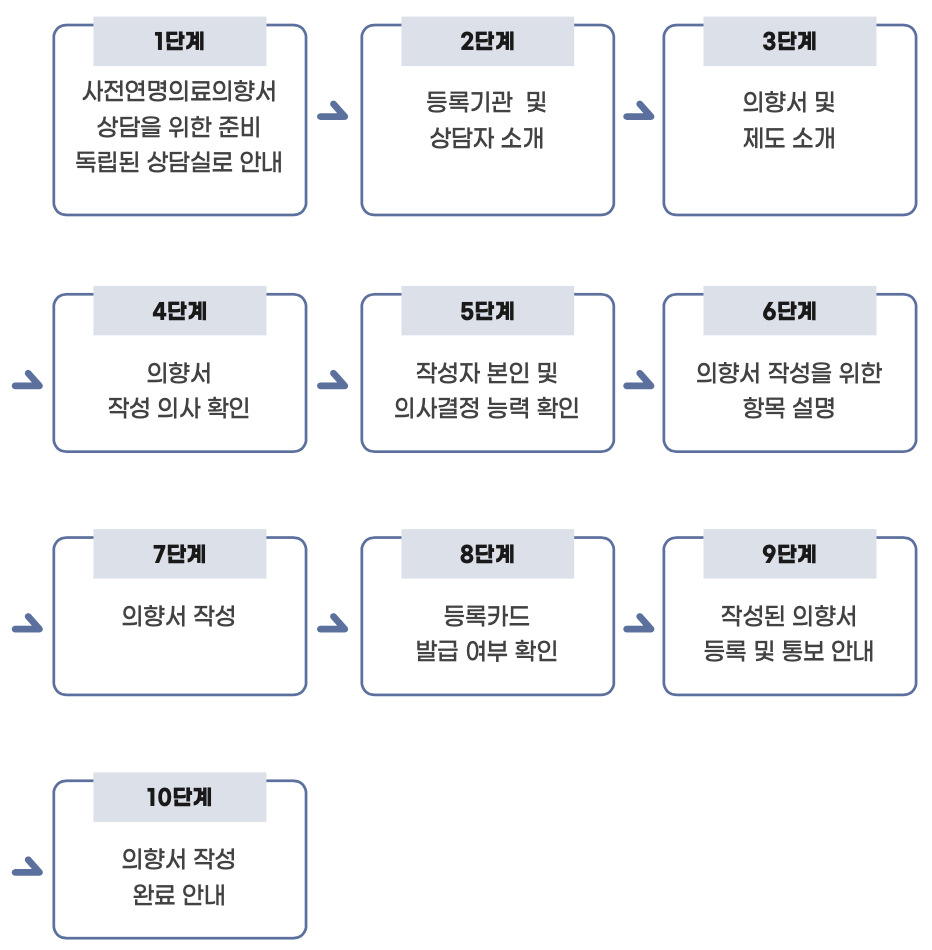 1단계
사전연명의료의향서
상담을 위한 준비
독립된 상담실로 안내
2단계
등록기관 및
상담자 소개
3단계
의향서 및
제도 소개
4단계
의향서
작성 의사 확인
5단계
작성자 본인 및
의사결정 능력 확인
6단계
의향서 작성을 위한
항목 설명
7단계
의향서 작성
8단계
등록카드
발급 여부 확인
9단계
작성된 의향서
등록 및 통보 안내
10단계
의향서 작성
완료 안내